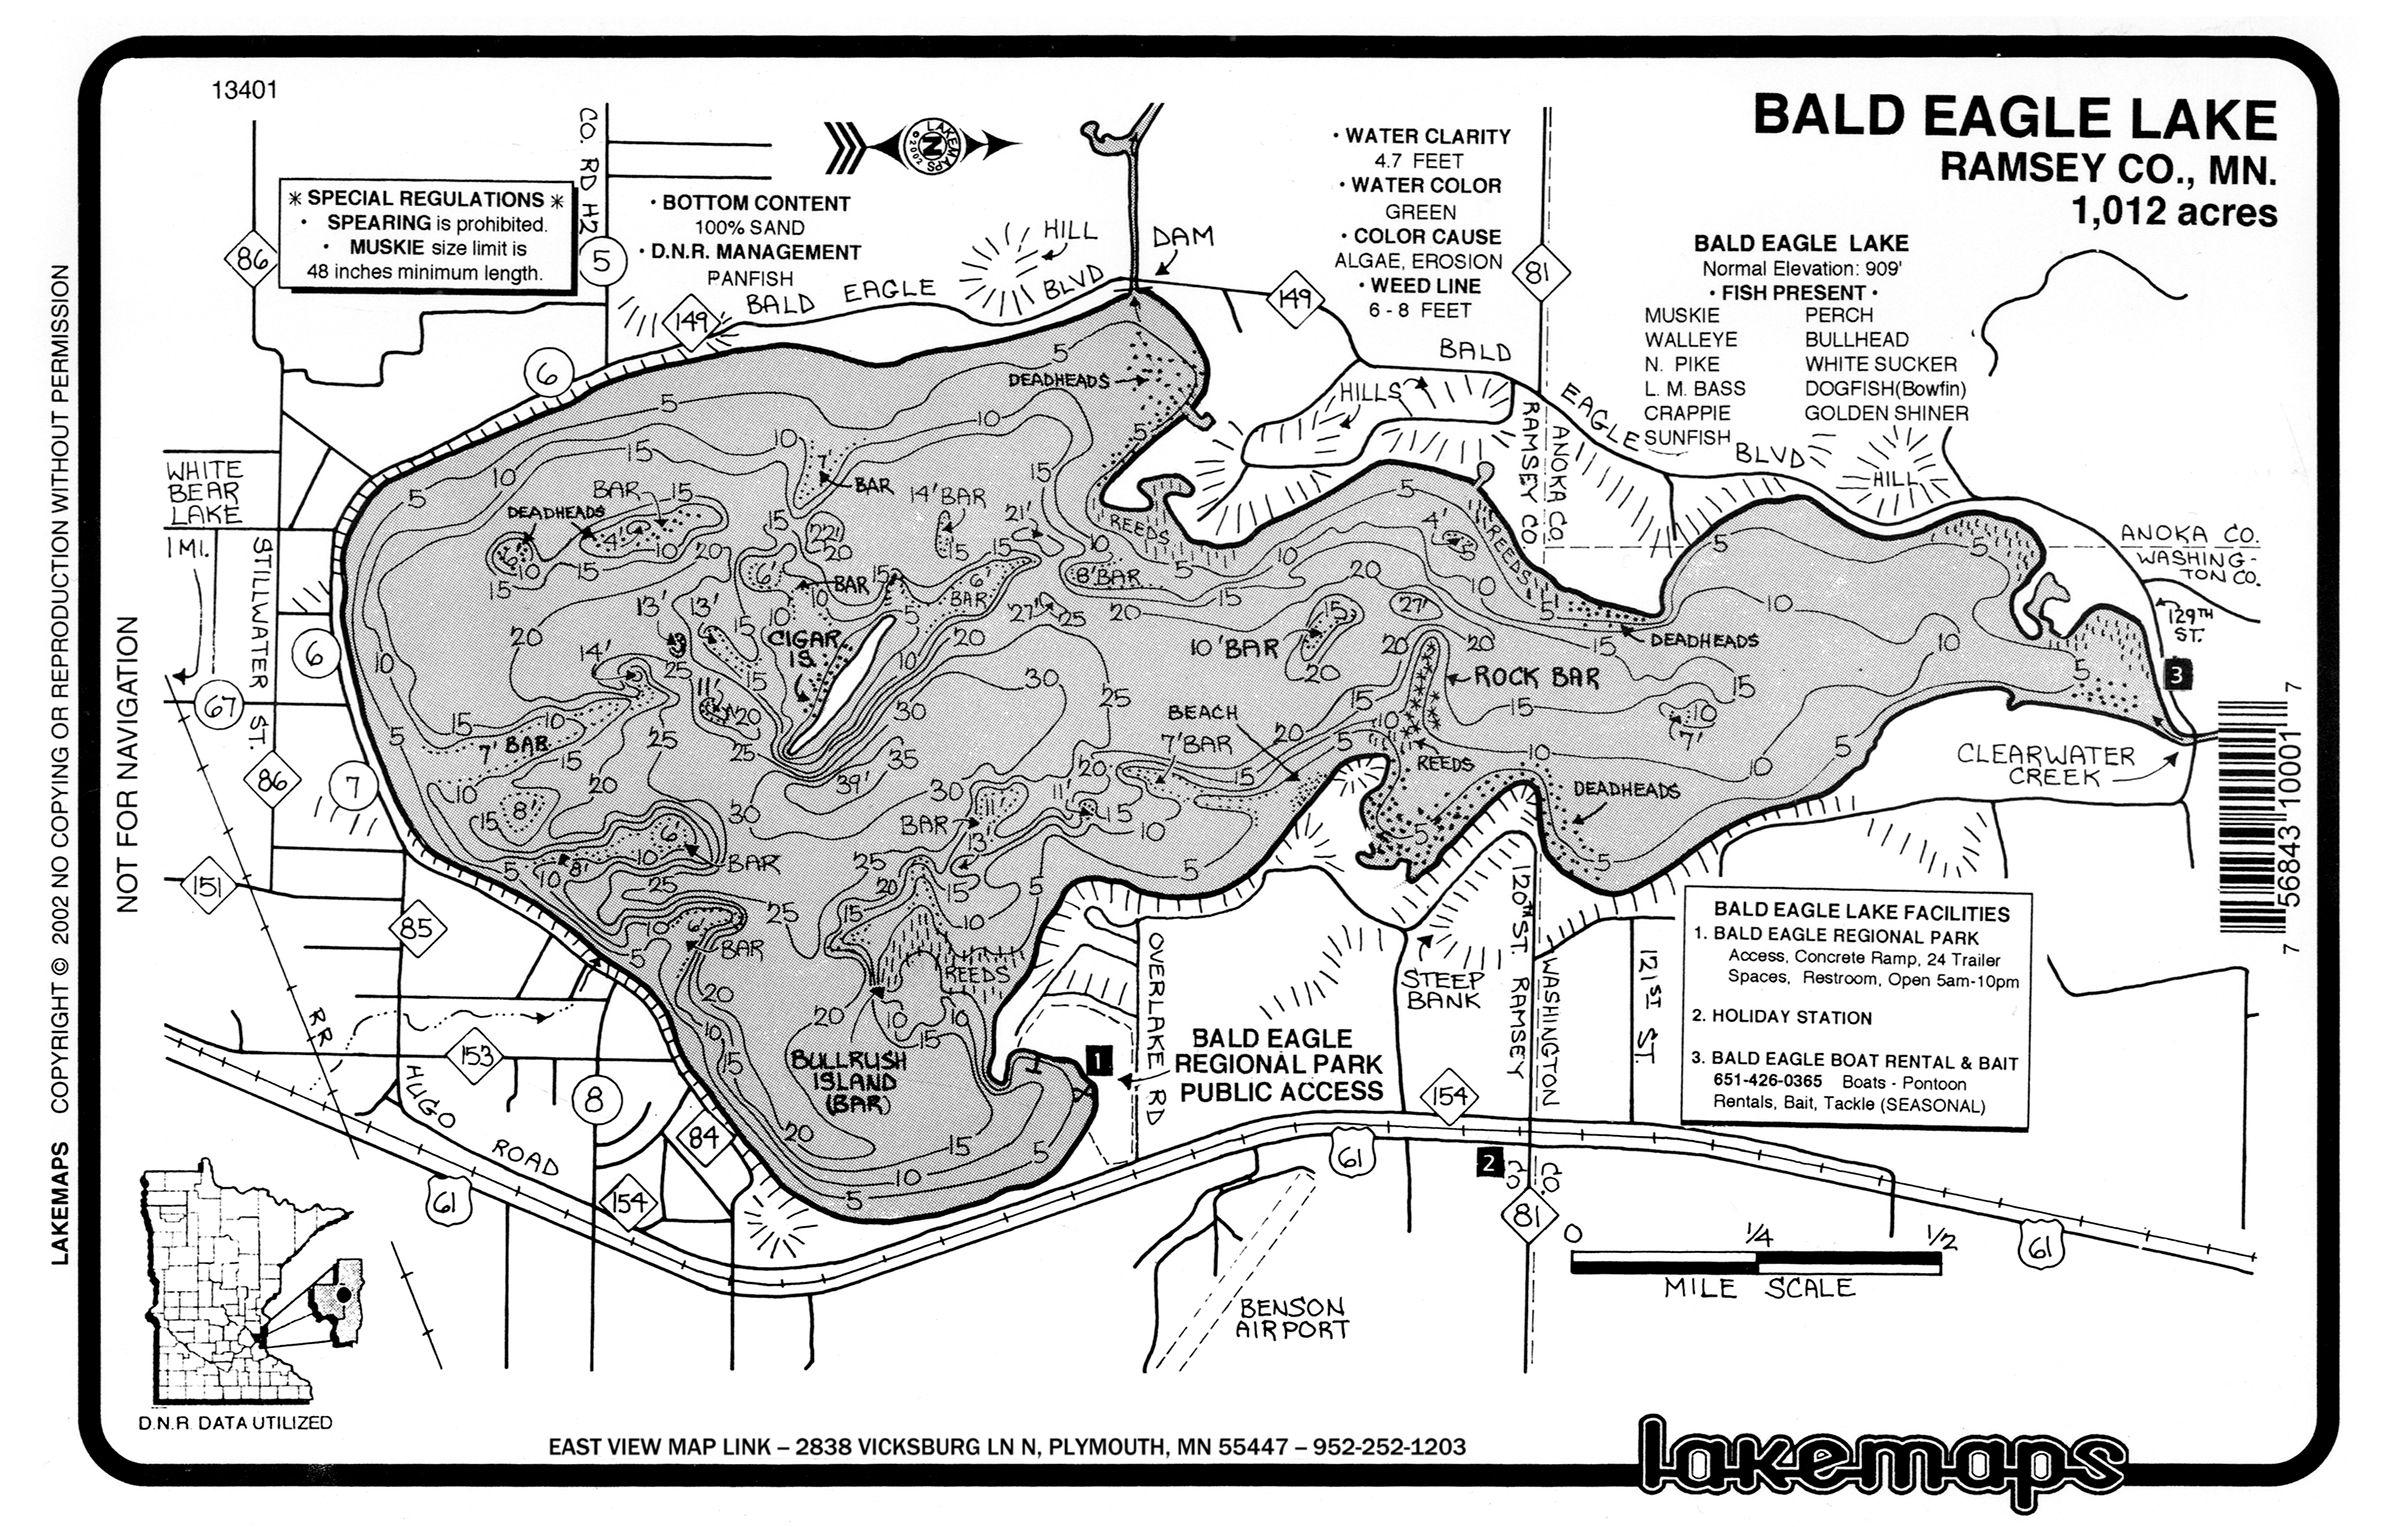 13401
BALD EAGLE LAKE
RAMSEY CO., MN.
1,012 acres
✳ SPECIAL REGULATIONS ✳
• SPEARING is prohibited.
• MUSKIE size limit is
48 inches minimum length.
• BOTTOM CONTENT
100% SAND
• D.N.R. MANAGEMENT
PANFISH
LAKEMAPS
N
©2002
• WATER CLARITY
4.7 FEET
• WATER COLOR
GREEN
• COLOR CAUSE
ALGAE, EROSION
• WEED LINE
6 - 8 FEET
BALD EAGLE LAKE
Normal Elevation: 909'
• FISH PRESENT •
MUSKIE PERCH
WALLEYE BULLHEAD
N. PIKE WHITE SUCKER
L. M. BASS DOGFISH(Bowfin)
CRAPPIE GOLDEN SHINER
SUNFISH
CO. RD H2
86
5
HILL
DAM
149
BALD EAGLE BLVD
149
81
BALD EAGLE BLVD
HILLS
HILL
RAMSEY CO
ANOKA CO.
ANOKA CO.
WASHING-
TON CO.
129TH
ST.
3
CLEARWATER
CREEK
6
WHITE
BEAR
LAKE
1 MI.
STILLWATER ST.
6
67
86
7
151
85
RR
153
HUGO ROAD
8
84
154
61
DEADHEADS
BAR
DEADHEADS
7'
BAR
14' BAR
21'
22'
REEDS
8' BAR
4'
REEDS
DEADHEADS
6'
BAR
6'
BAR
27'
27'
13'
13'
14'
11'
CIGAR
IS.
10' BAR
ROCK BAR
7'
BEACH
7' BAR
REEDS
DEADHEADS
7' BAR
8'
39'
11'
11'
BAR
13'
6'
8'
BAR
6'
BAR
REEDS
BULLRUSH
ISLAND
(BAR)
1
BALD EAGLE
REGIONAL PARK
PUBLIC ACCESS
OVERLAKE RD
STEEP
BANK
120TH ST.
RAMSEY CO
WASHINGTON CO.
121ST ST.
154
61
2
81
61
BENSON
AIRPORT
BALD EAGLE LAKE FACILITIES
1. BALD EAGLE REGIONAL PARK
Access, Concrete Ramp, 24 Trailer
Spaces, Restroom, Open 5am-10pm
2. HOLIDAY STATION
3. BALD EAGLE BOAT RENTAL & BAIT
651-426-0365 Boats - Pontoon
Rentals, Bait, Tackle (SEASONAL)
0 1/4 1/2
MILE SCALE
7 56843 10001 7
D.N.R. DATA UTILIZED
EAST VIEW MAP LINK – 2838 VICKSBURG LN N, PLYMOUTH, MN 55447 – 952-252-1203
lakemaps
LAKEMAPS COPYRIGHT © 2002 NO COPYING OR REPRODUCTION WITHOUT PERMISSION
NOT FOR NAVIGATION